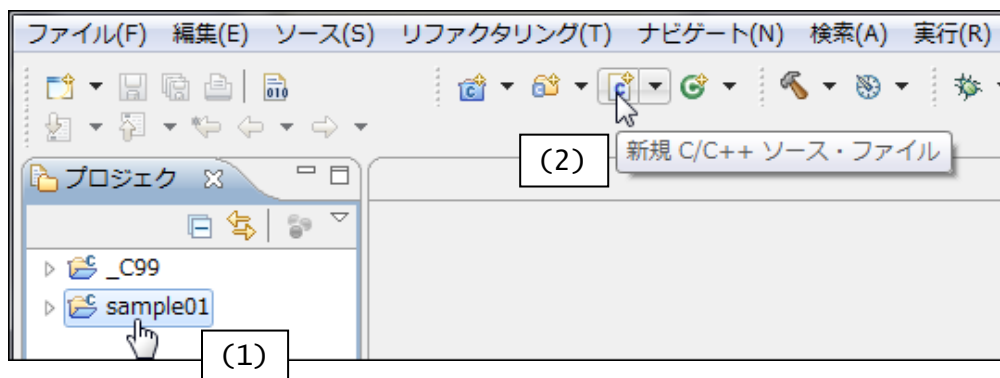 ファイル(F) 編集(E) ソース(S) リファクタリング(T) ナビゲート(N) 検索(A) 実行(R)
010
(2)
新規 C/C++ ソース・ファイル
プロジェク
_C99
sample01
(1)